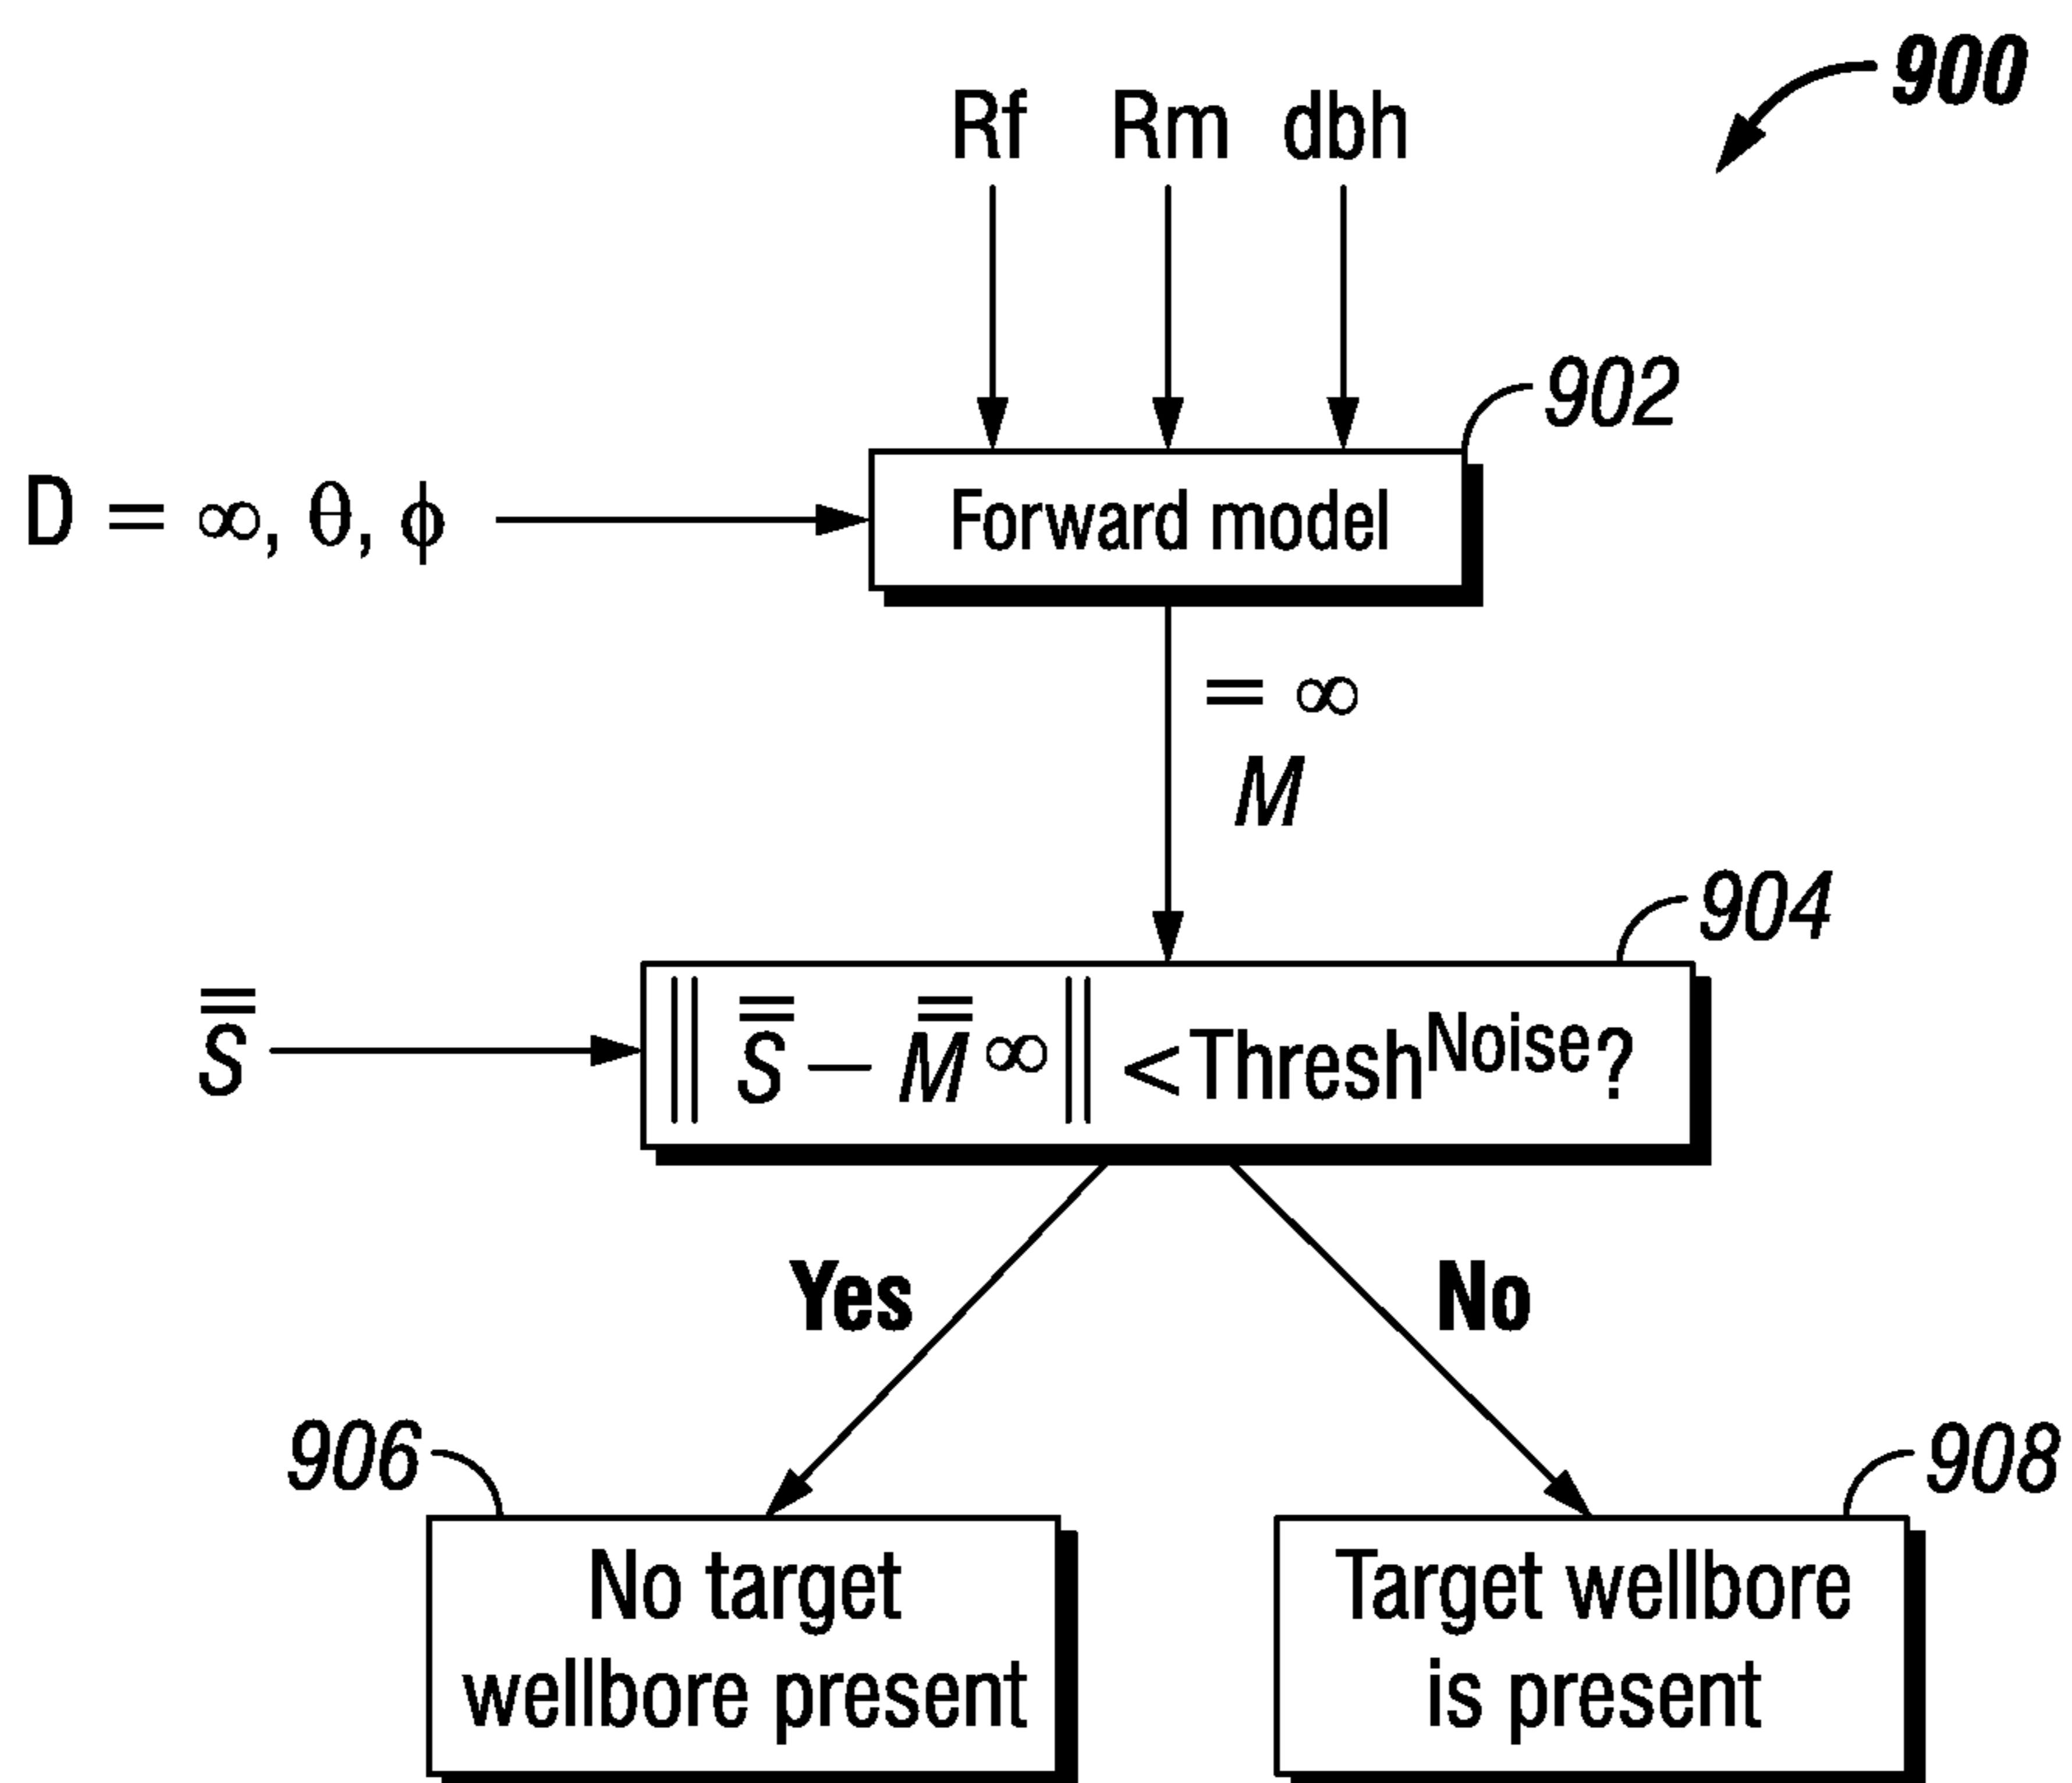 900
Rf Rm dbh
902
D = ∞, θ, ϕ
Forward model
= ∞
M
904
S̿
‖ S̿ − M̿ ∞ ‖ < Thresh^Noise?
Yes
No
906
908
No target
wellbore present
Target wellbore
is present